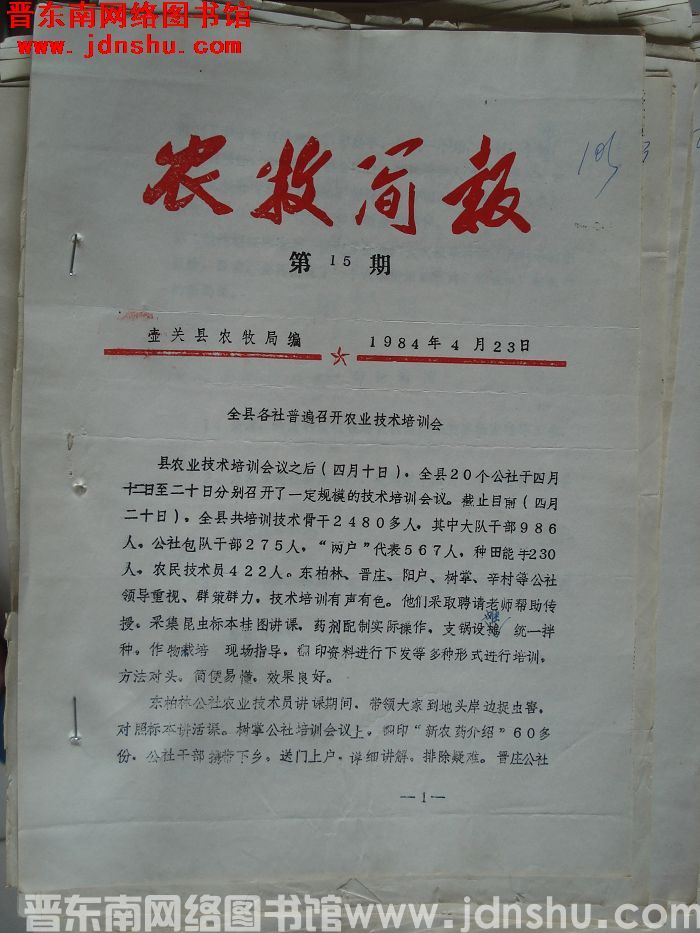 晋东南网络图书馆
www.jdnshu.com
农牧简报
第 15 期
壶关县农牧局编 1984年4月23日
全县各社普遍召开农业技术培训会
县农业技术培训会议之后(四月十日)，全县20个公社于四月
十二日至二十日分别召开了一定规模的技术培训会议。截止目前(四月
二十日)，全县共培训技术骨干2480多人，其中大队干部986
人。公社包队干部275人，“两户”代表567人，种田能手230
人，农民技术员422人。东柏林、晋庄、阳户、树掌、辛村等公社
领导重视、群策群力，技术培训有声有色。他们采取聘请老师帮助传
授。采集昆虫标本挂图讲课，药剂配制实际操作，支锅设摊 统一拌
种。作物栽培 现场指导，翻印资料进行下发等多种形式进行培训，
方法对头。简便易懂，效果良好。
东柏林公社农业技术员讲课期间，带领大家到地头岸边捉虫害，
对照标本讲活课。树掌公社培训会议上，翻印“新农药介绍”60多
份，公社干部携带下乡，送门上户，详细讲解。排除疑难。晋庄公社
—1—
晋东南网络图书馆www.jdnshu.com